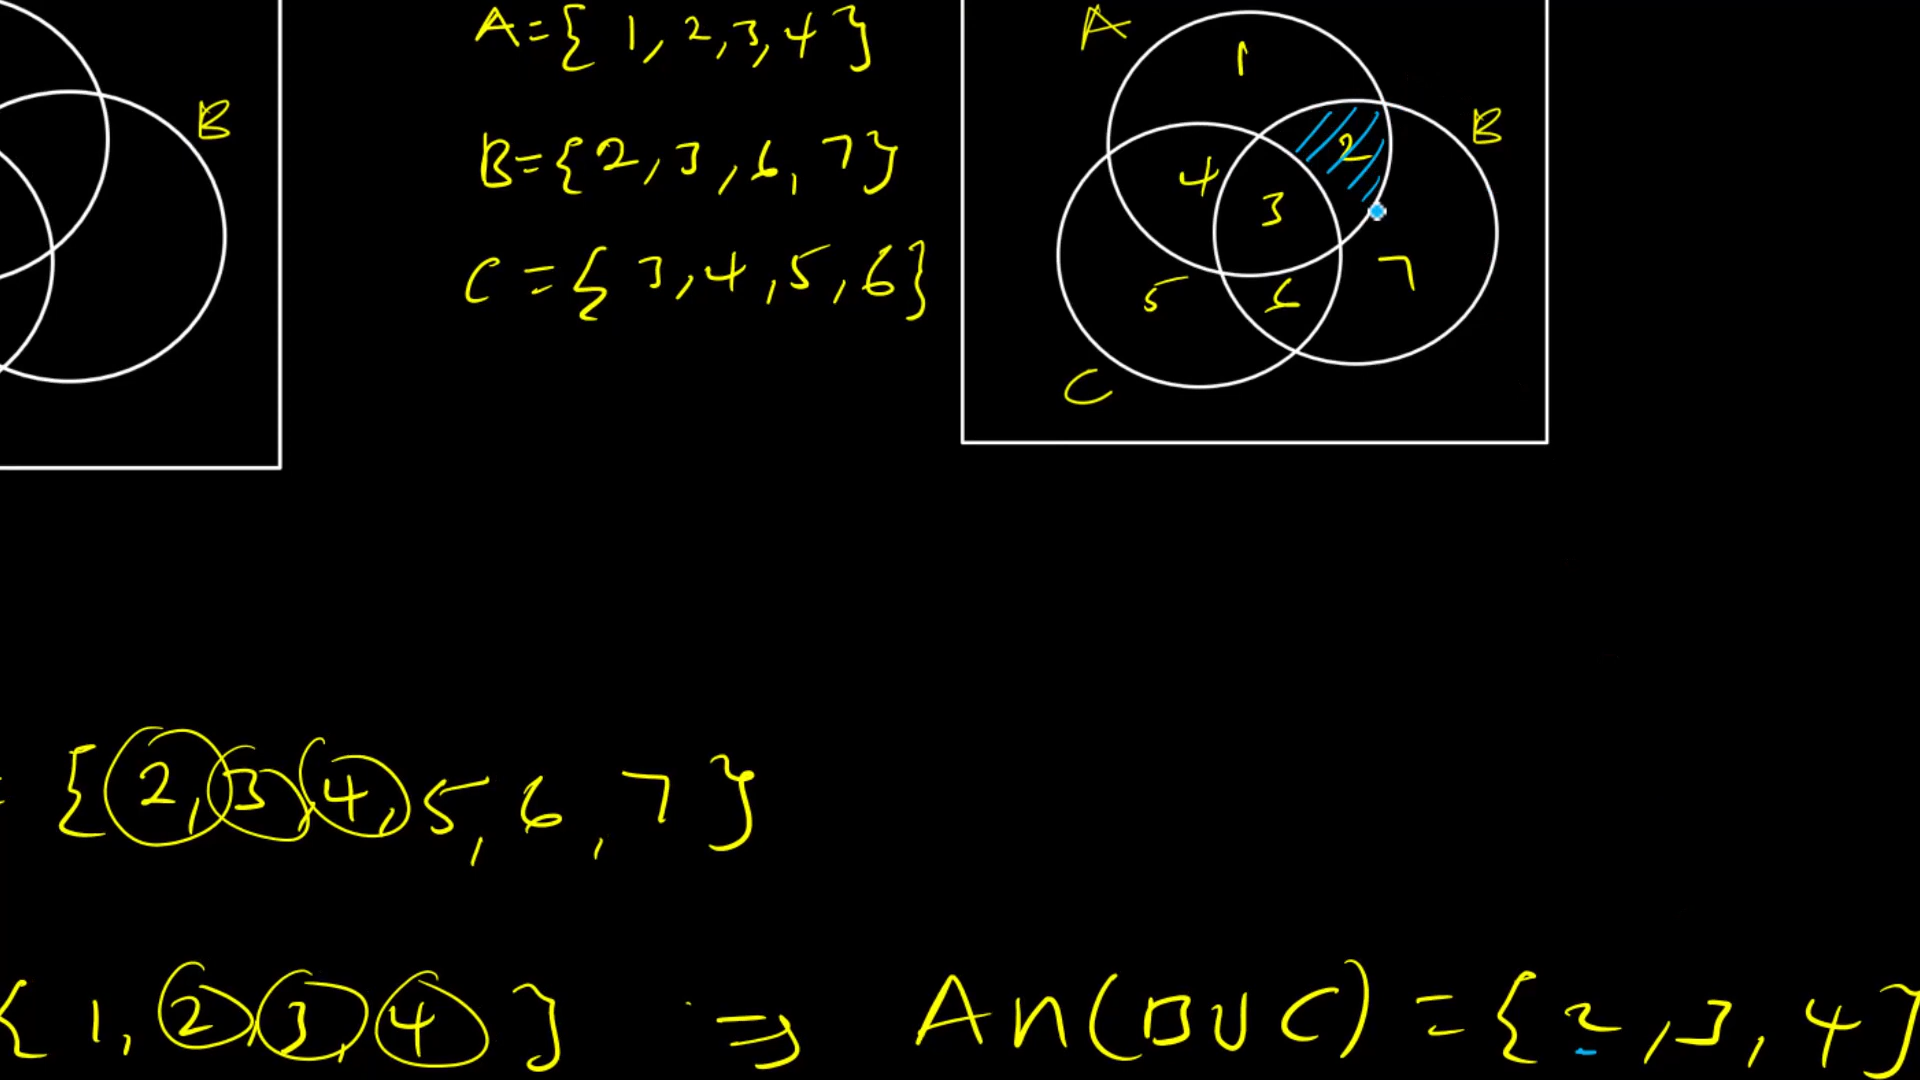 A={ 1, 2, 3, 4 }
B={2, 3, 6, 7}
C = { 3, 4, 5, 6}
B
A
1
B
2
4
3
7
5
6
C
= {2, 3, 4, 5, 6, 7 }
{ 1, 2, 3, 4 } ⇒ A∩(B∪C) = { 2, 3, 4 }